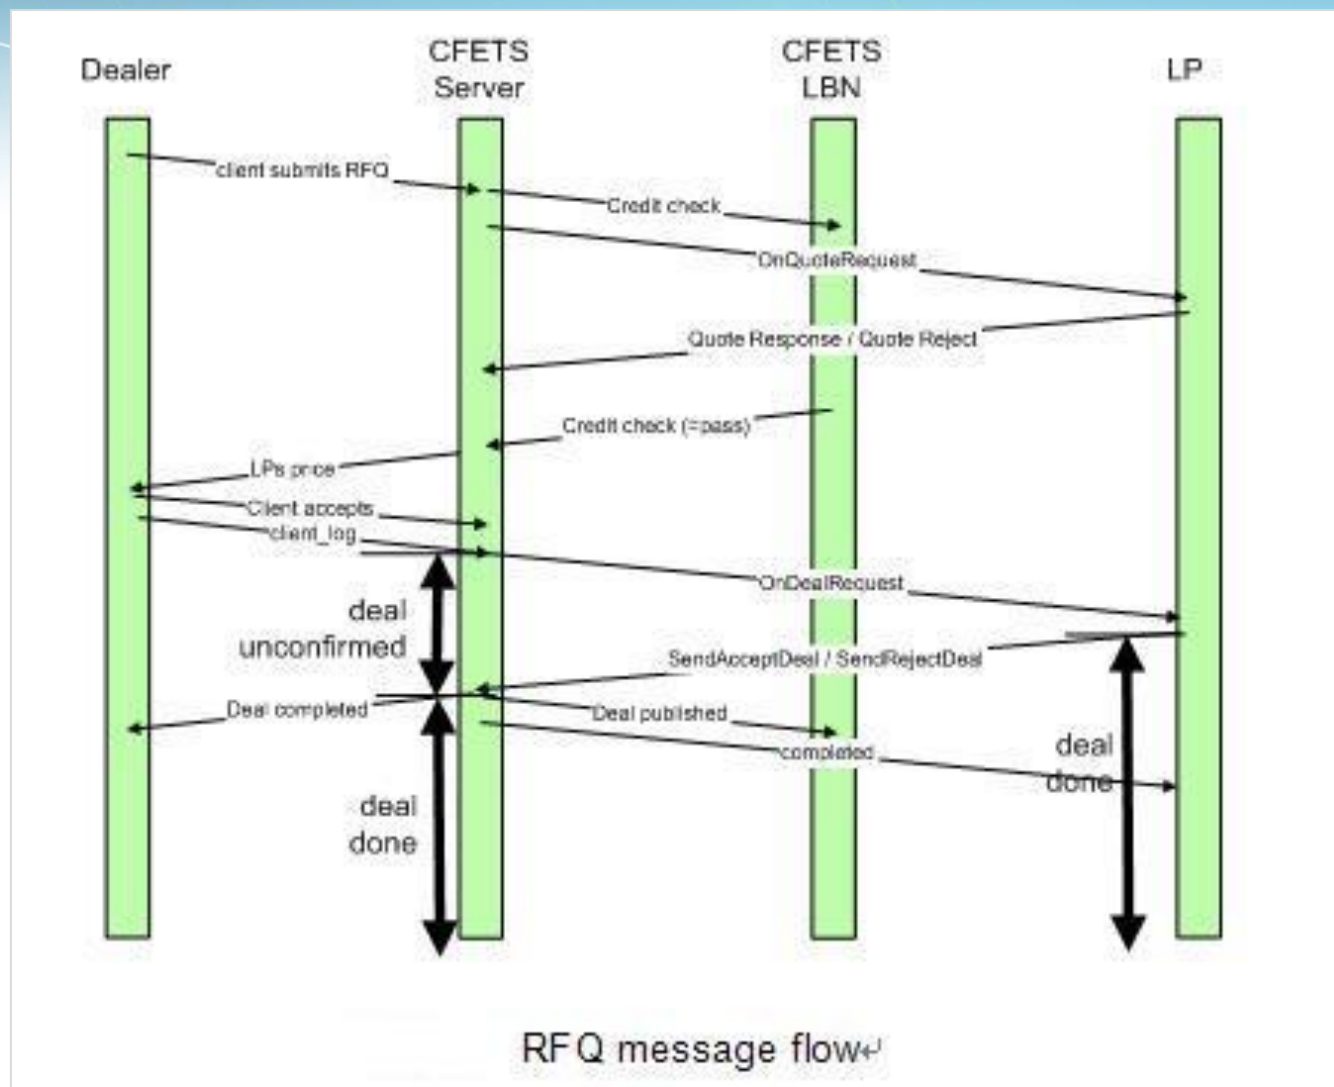 Dealer
CFETS
Server
CFETS
LBN
LP
client submits RFQ
Credit check
OnQuoteRequest
Quote Response / Quote Reject
Credit check (=pass)
LPs price
Client accepts
client_log
OnDealRequest
deal
unconfirmed
SendAcceptDeal / SendRejectDeal
Deal completed
Deal published
completed
deal
done
deal
done
RFQ message flow↵